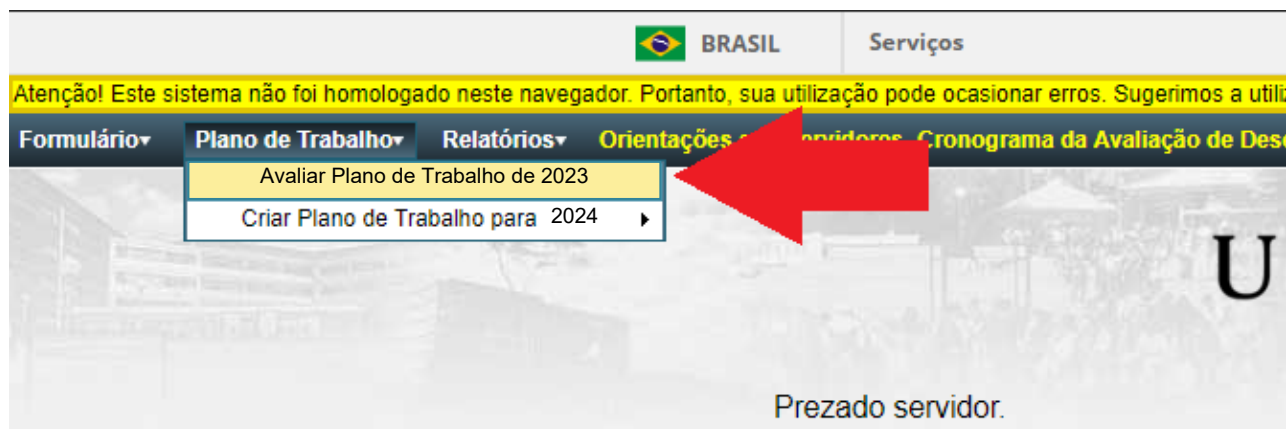 BRASIL Serviços
Atenção! Este sistema não foi homologado neste navegador. Portanto, sua utilização pode ocasionar erros. Sugerimos a
Formulário▾ Plano de Trabalho▾ Relatórios▾ Orientações Cronograma da Avaliação de
Avaliar Plano de Trabalho de 2023
Criar Plano de Trabalho para 2024
U
Prezado servidor.